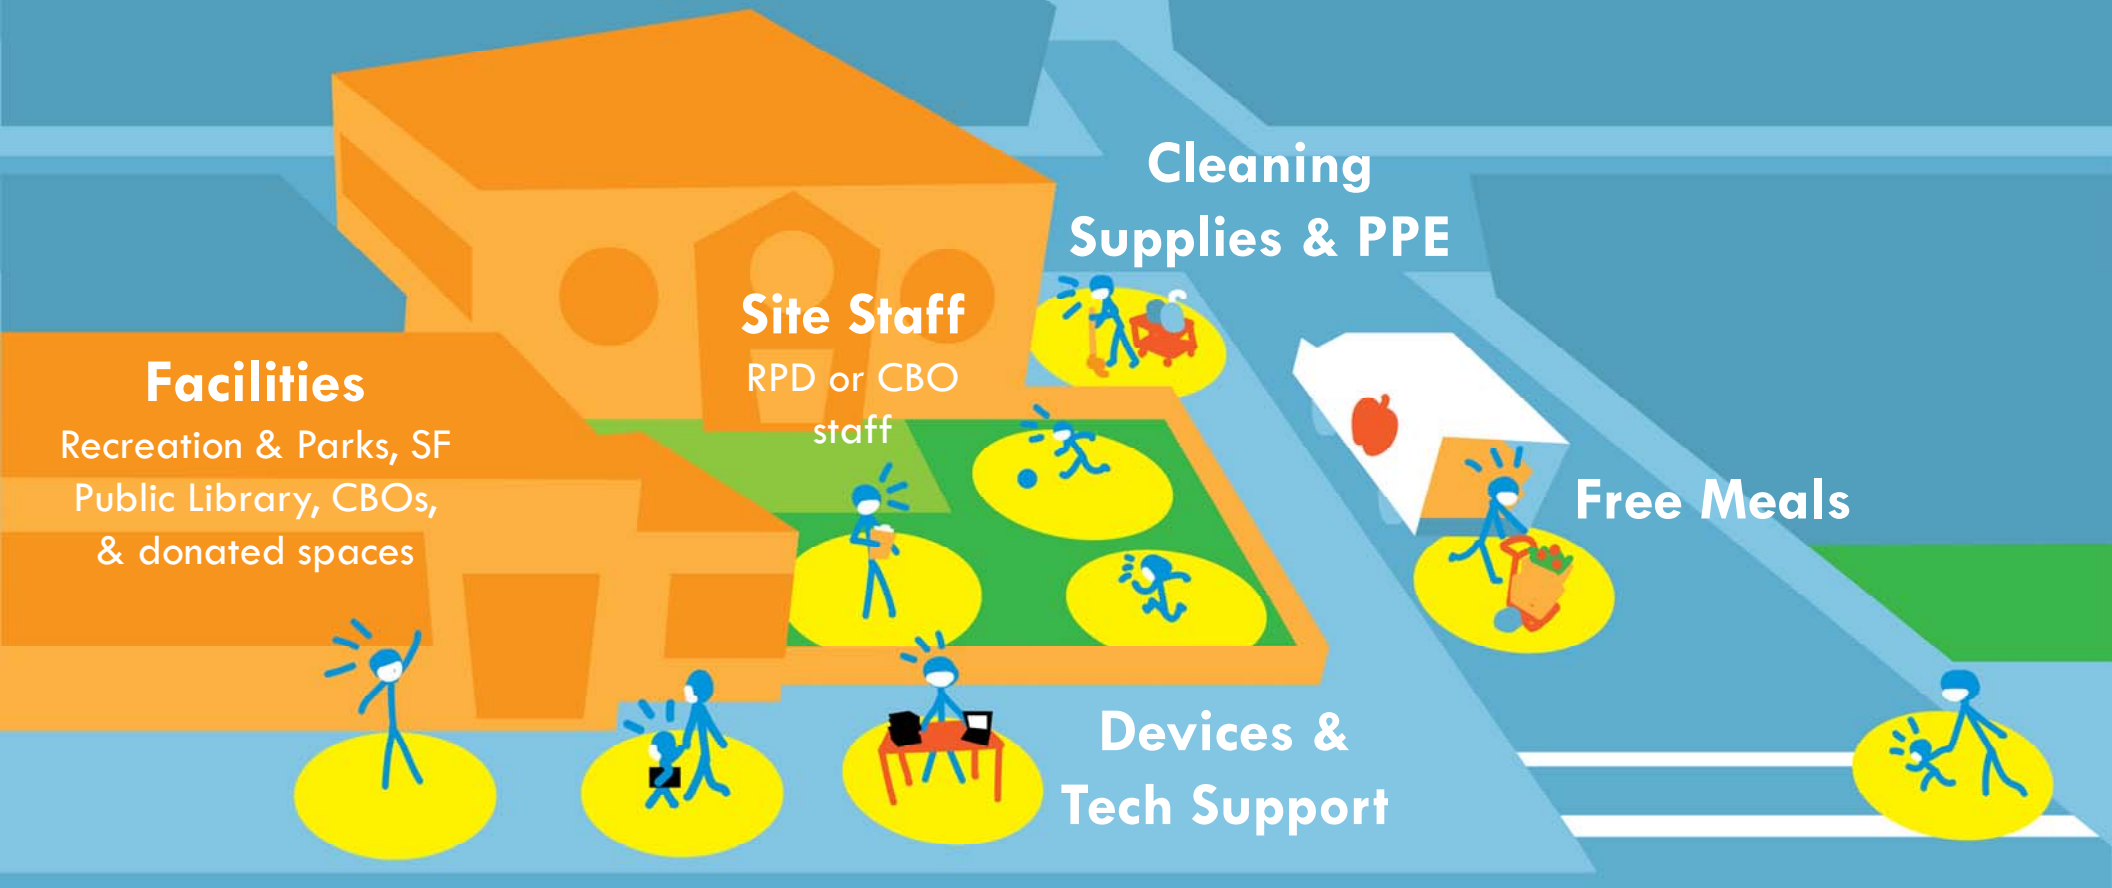 Cleaning
Supplies & PPE
Site Staff
RPD or CBO
staff
Facilities
Recreation & Parks, SF
Public Library, CBOs,
& donated spaces
Free Meals
Devices &
Tech Support